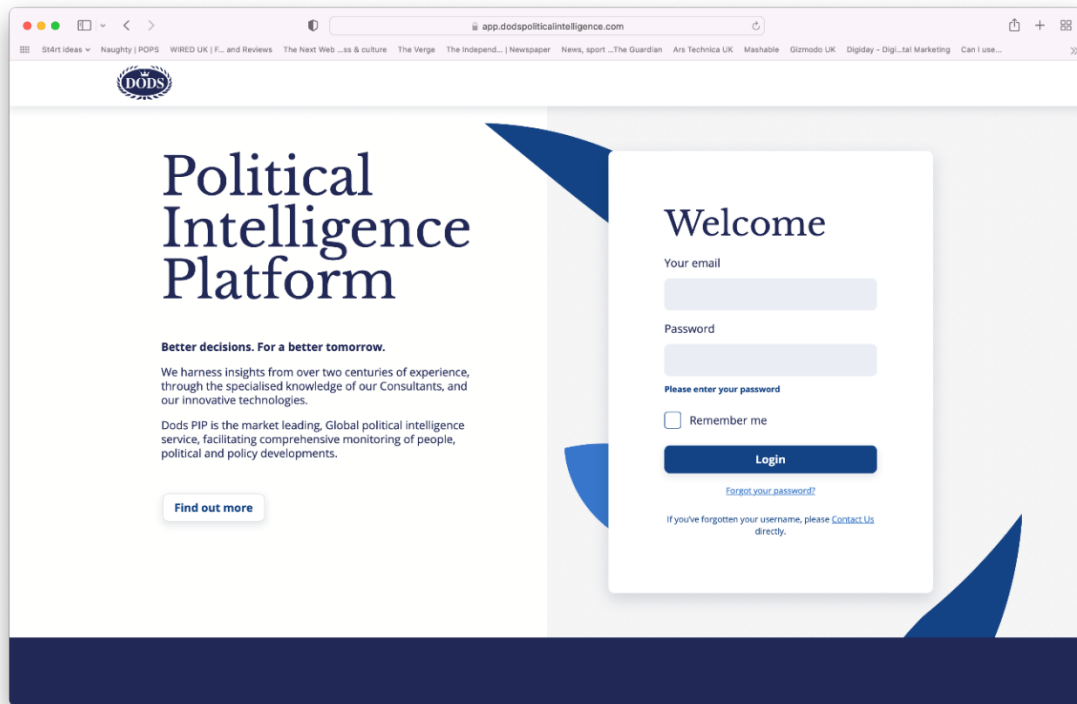 app.dodspoliticalintelligence.com
St4rt ideas
Naughty | POPS
WIRED UK | F... and Reviews
The Next Web ...ss & culture
The Verge
The Independ... | Newspaper
News, sport ...The Guardian
Ars Technica UK
Mashable
Gizmodo UK
Digiday – Digi...tal Marketing
Can I use...
DODS
Political
Intelligence
Platform
Better decisions. For a better tomorrow.
We harness insights from over two centuries of experience,
through the specialised knowledge of our Consultants, and
our innovative technologies.
Dods PIP is the market leading, Global political intelligence
service, facilitating comprehensive monitoring of people,
political and policy developments.
Find out more
Welcome
Your email
Password
Please enter your password
Remember me
Login
Forgot your password?
If you've forgotten your username, please Contact Us
directly.